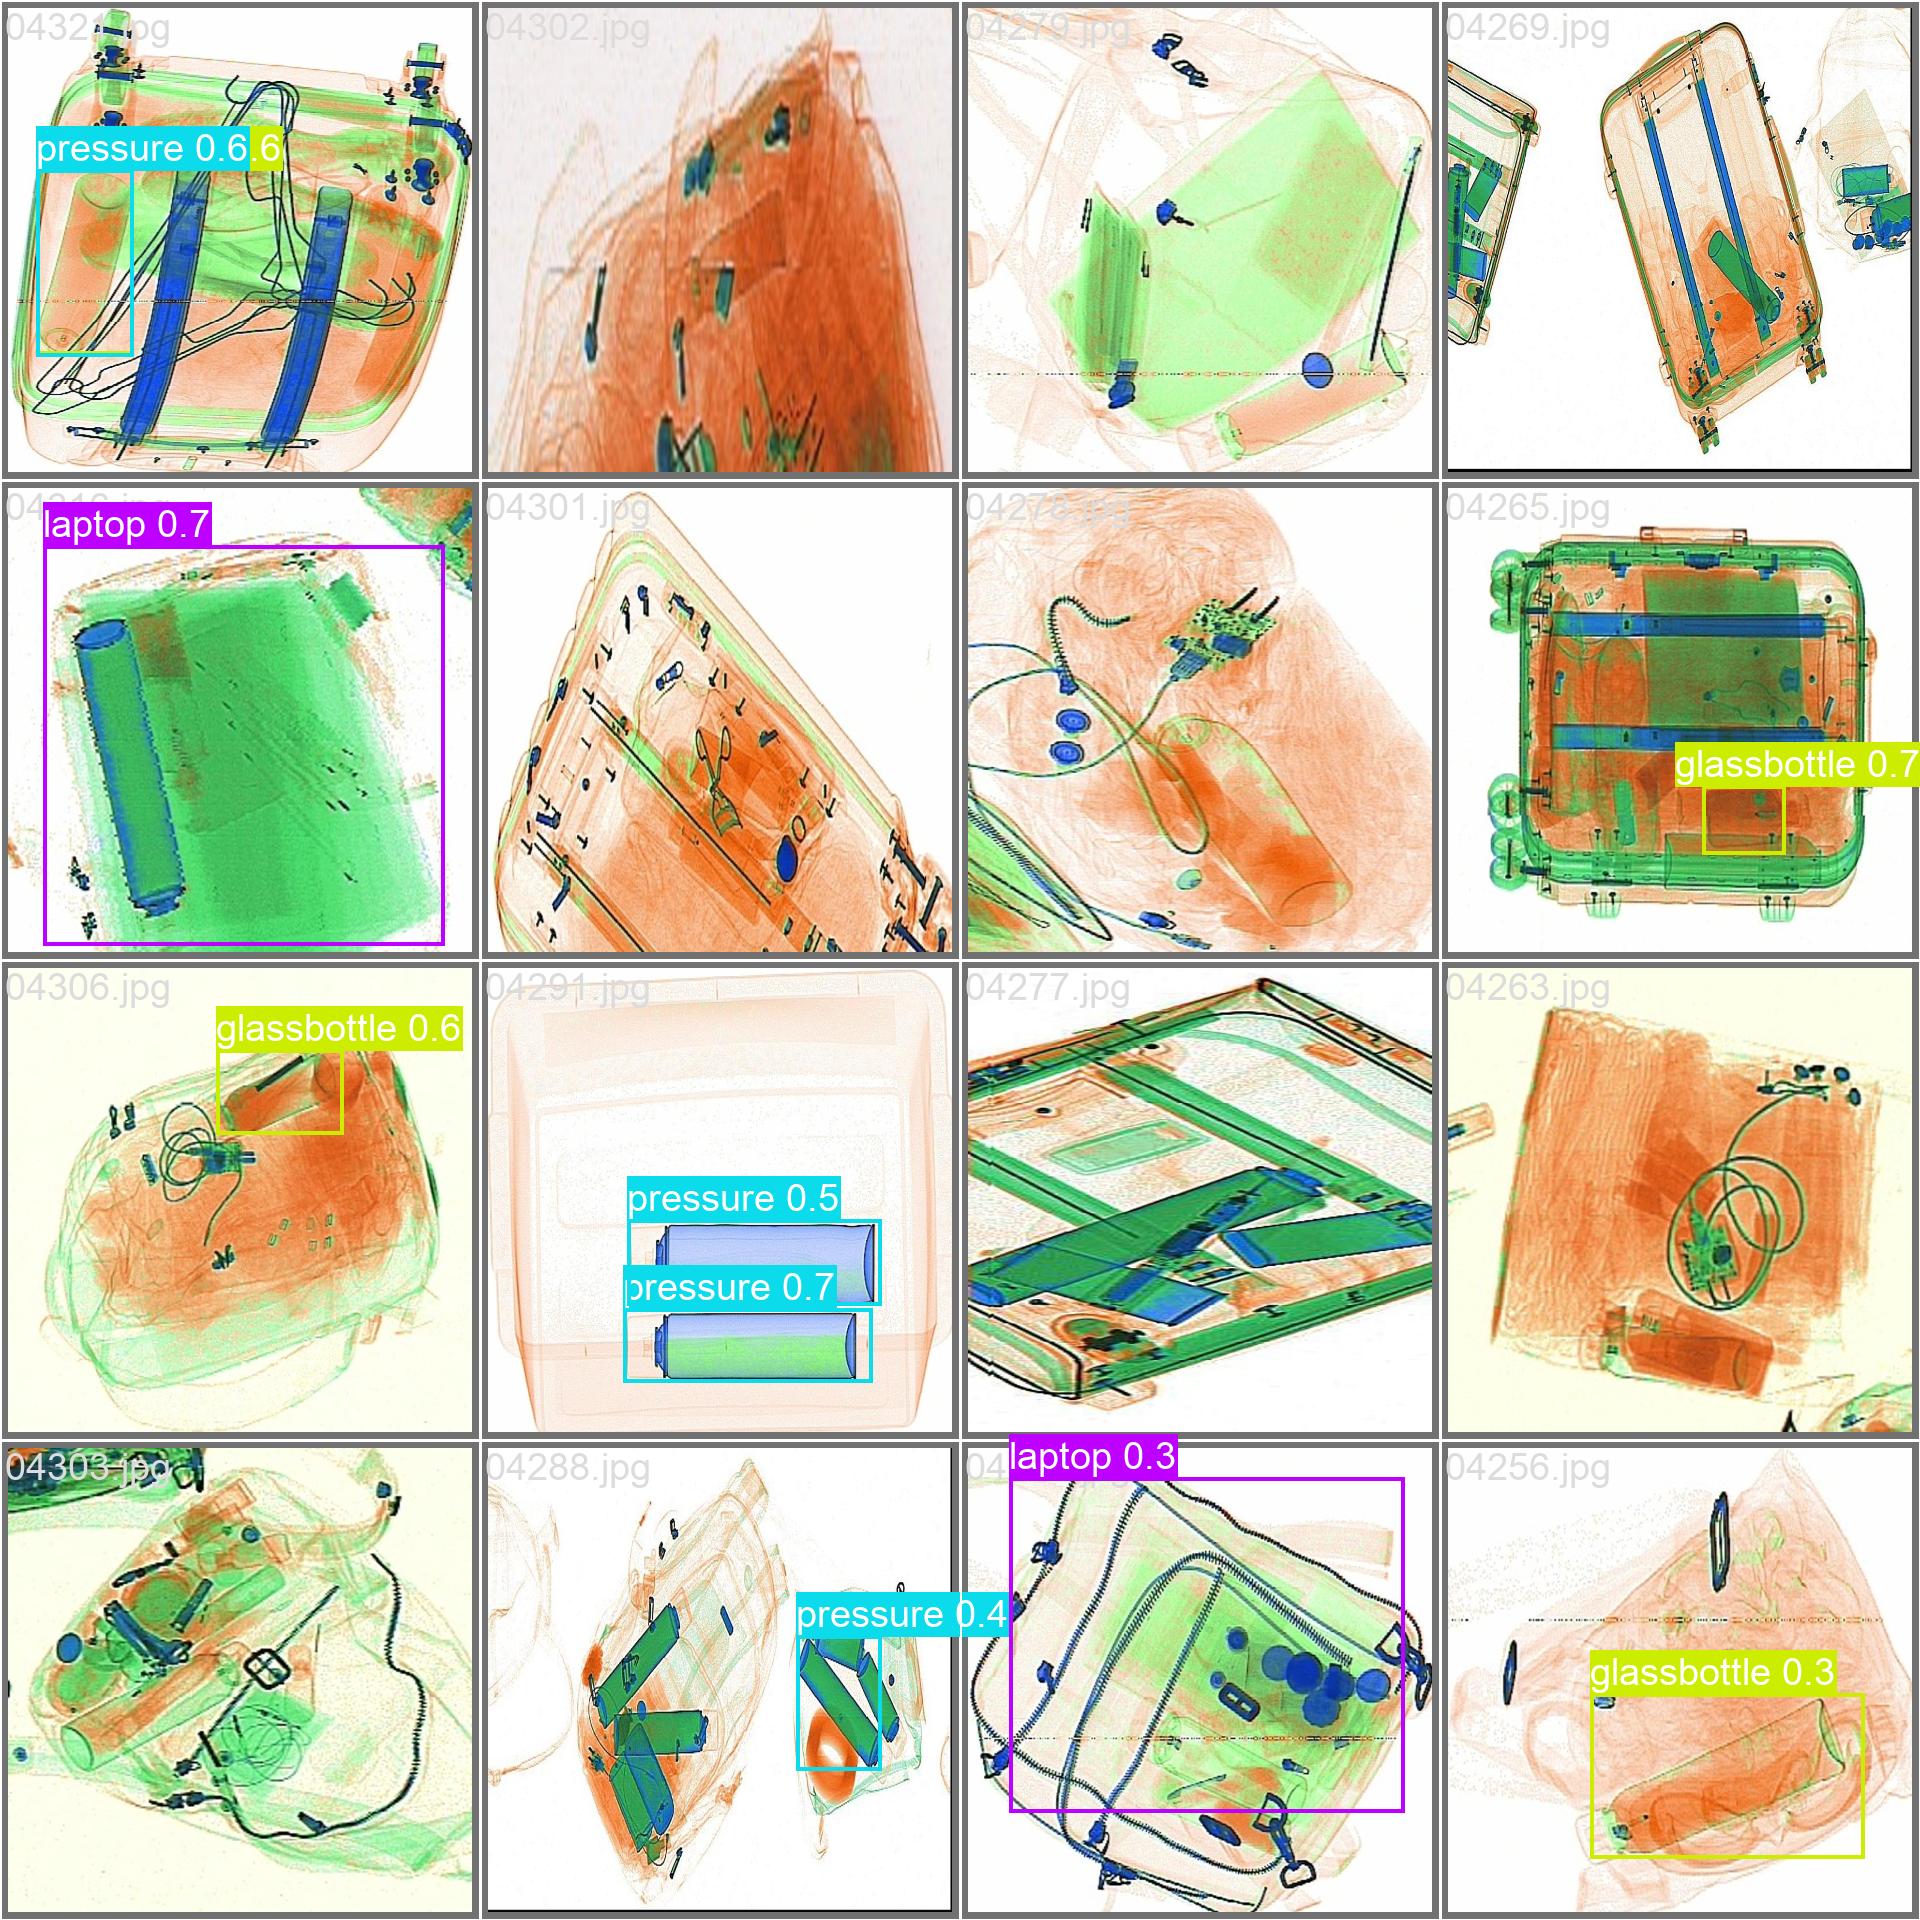 04321.jpg
04302.jpg
04279.jpg
04269.jpg
pressure 0.6
.6
laptop 0.7
04301.jpg
04278.jpg
04265.jpg
glassbottle 0.7
04306.jpg
04291.jpg
04277.jpg
04263.jpg
glassbottle 0.6
pressure 0.5
pressure 0.7
04303.jpg
04288.jpg
laptop 0.3
04256.jpg
pressure 0.4
glassbottle 0.3